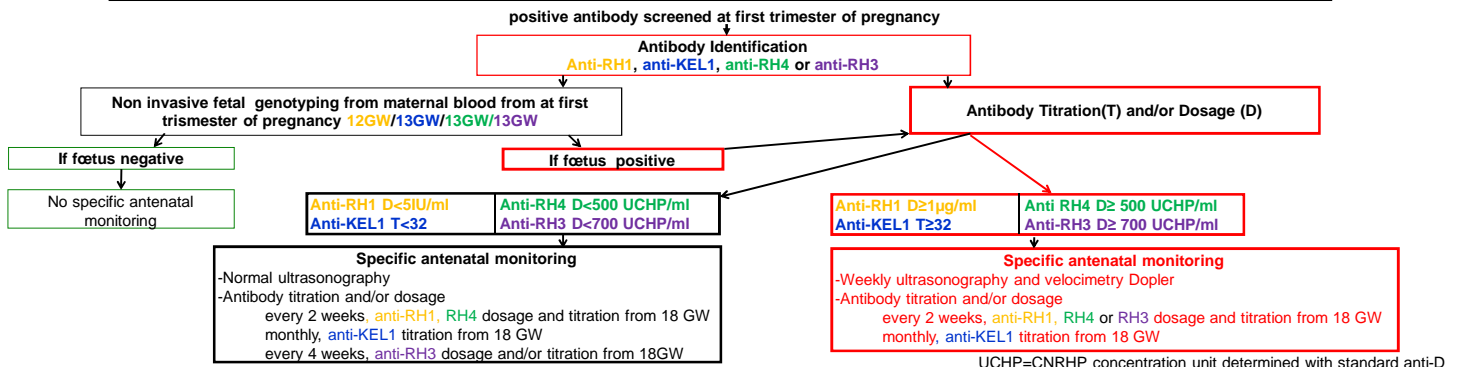 positive antibody screened at first trimester of pregnancy
Antibody Identification
Anti-RH1, anti-KEL1, anti-RH4 or anti-RH3
Non invasive fetal genotyping from maternal blood from at first
trismester of pregnancy 12GW/13GW/13GW/13GW
Antibody Titration(T) and/or Dosage (D)
If fœtus negative
If fœtus positive
No specific antenatal
monitoring
Anti-RH1 D<5IU/ml
Anti-KEL1 T<32
Anti-RH4 D<500 UCHP/ml
Anti-RH3 D<700 UCHP/ml
Anti-RH1 D≥1µg/ml
Anti-KEL1 T≥32
Anti RH4 D≥ 500 UCHP/ml
Anti-RH3 D≥ 700 UCHP/ml
Specific antenatal monitoring
-Normal ultrasonography
-Antibody titration and/or dosage
every 2 weeks, anti-RH1, RH4 dosage and titration from 18 GW
monthly, anti-KEL1 titration from 18 GW
every 4 weeks, anti-RH3 dosage and/or titration from 18GW
Specific antenatal monitoring
-Weekly ultrasonography and velocimetry Dopler
-Antibody titration and/or dosage
every 2 weeks, anti-RH1, RH4 or RH3 dosage and titration from 18 GW
monthly, anti-KEL1 titration from 18 GW
UCHP=CNRHP concentration unit determined with standard anti-D